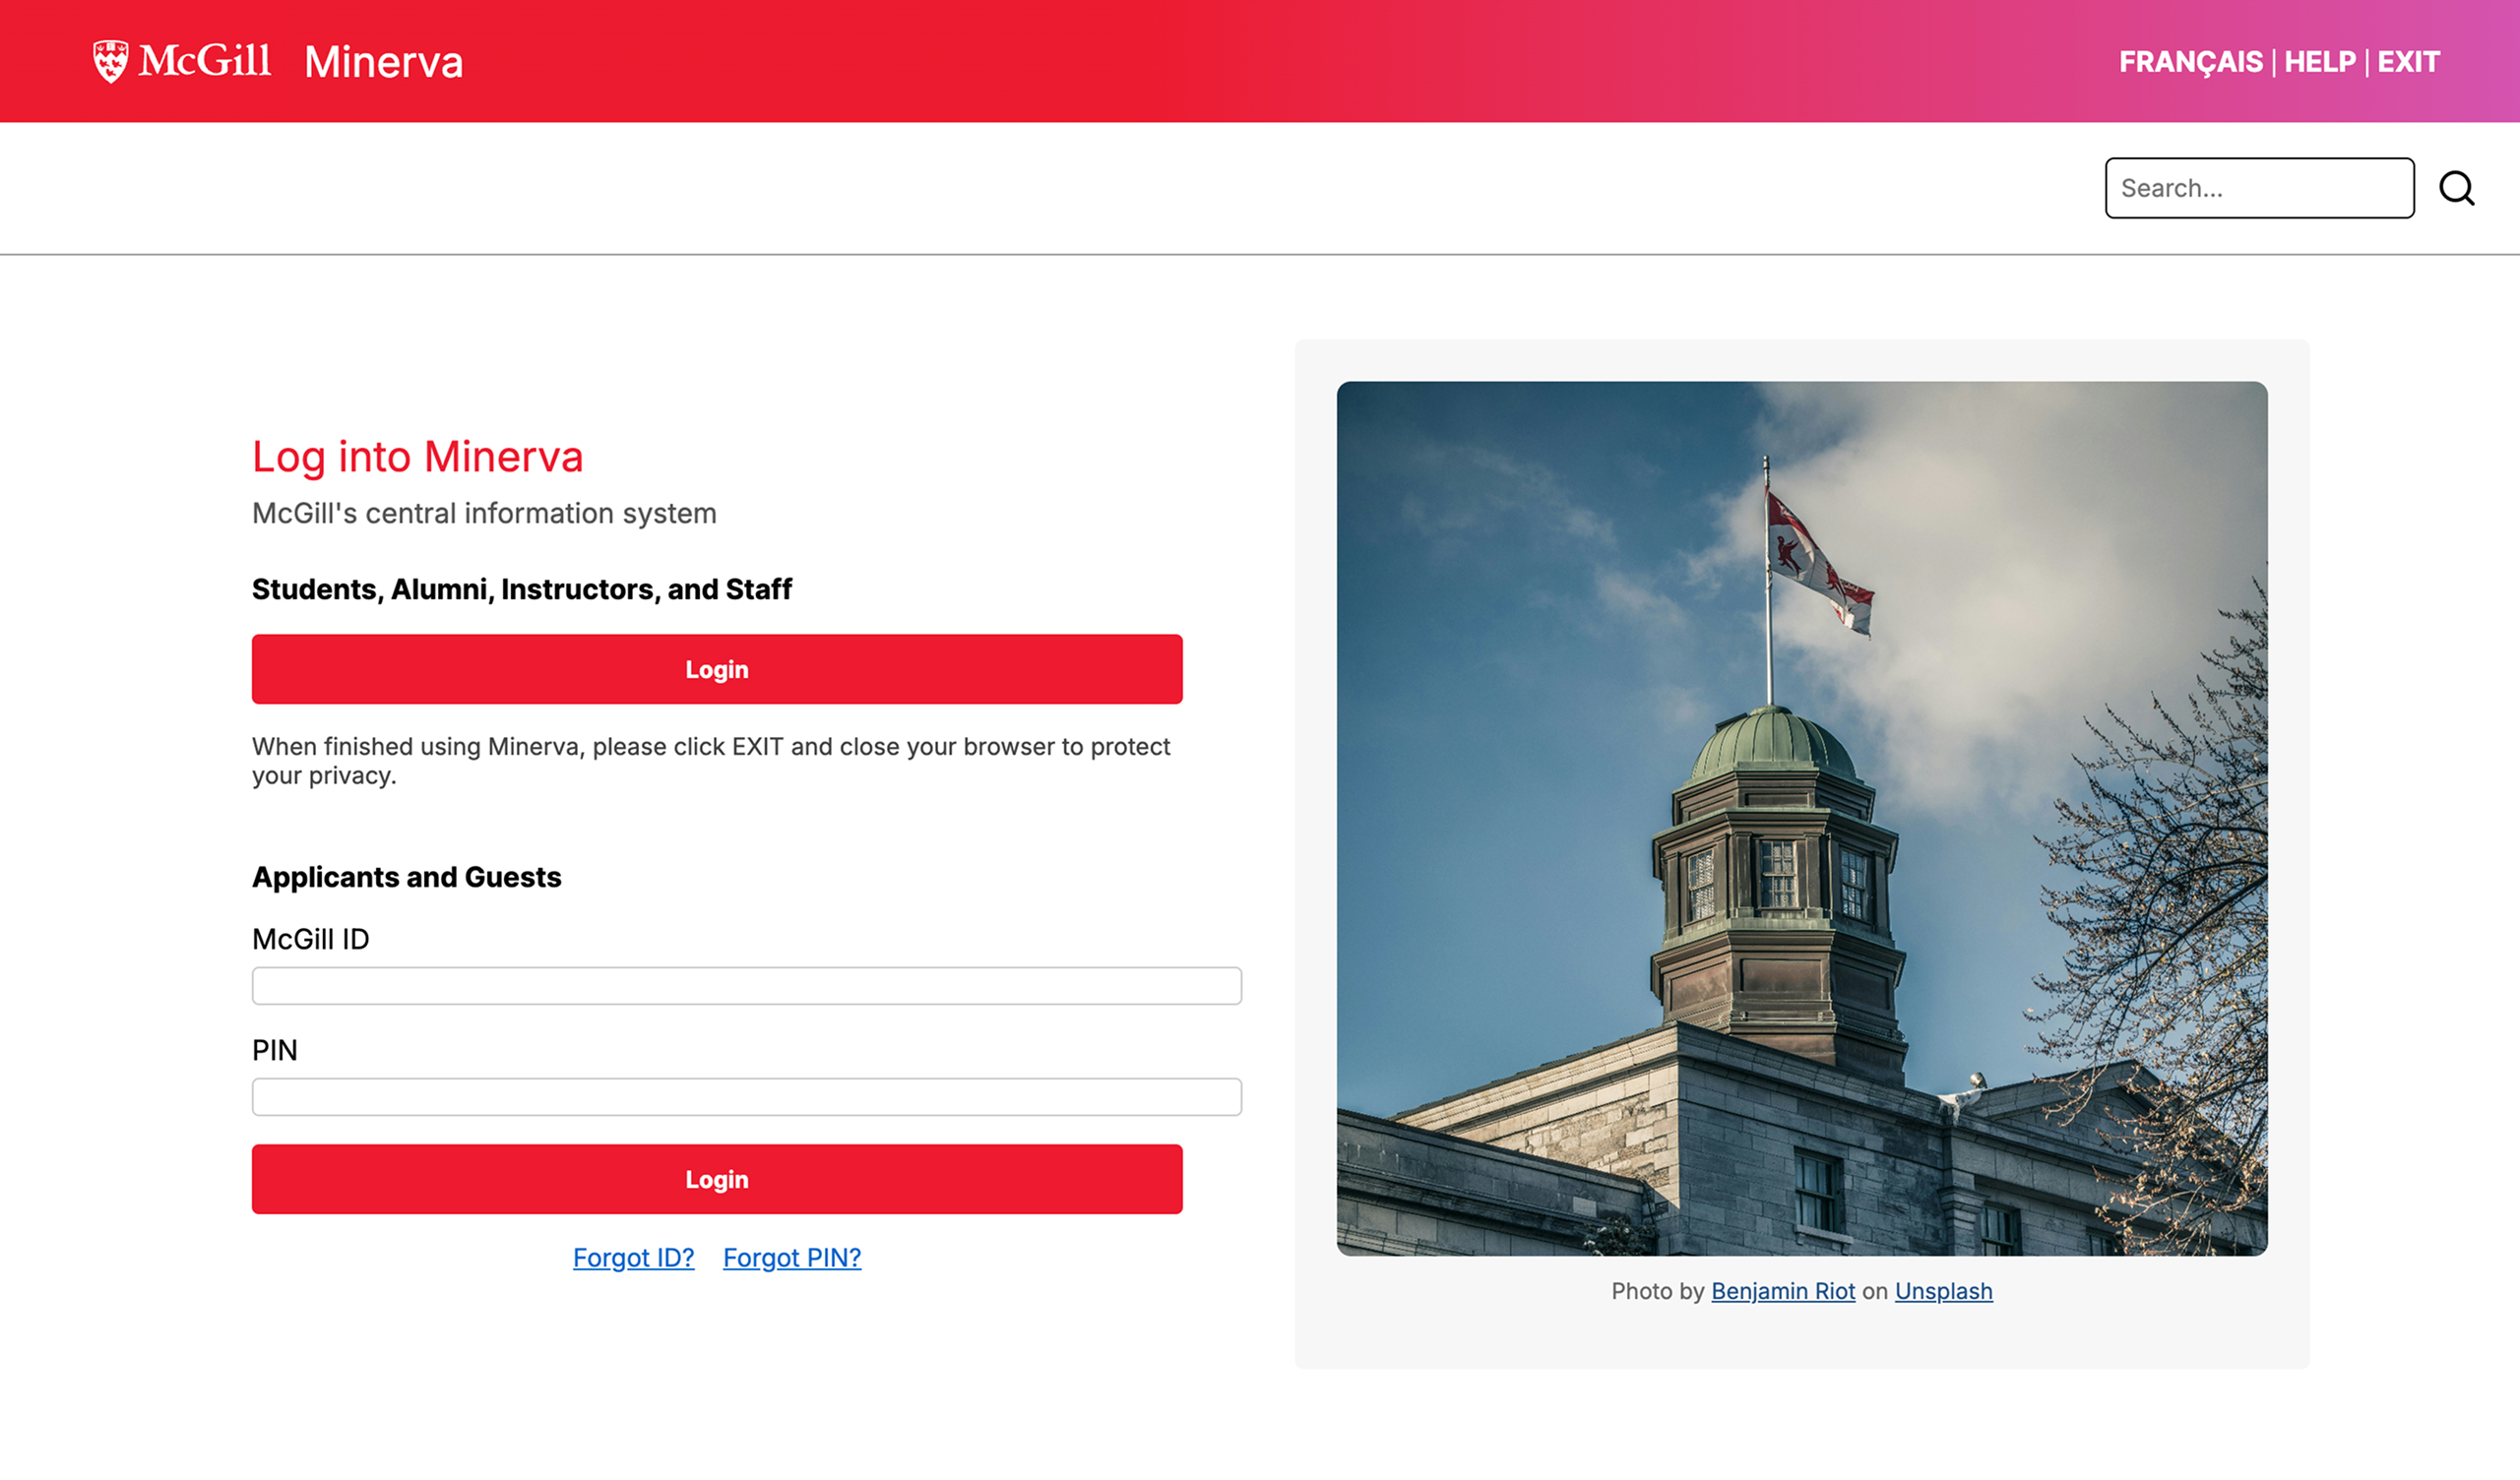 McGill Minerva
FRANÇAIS | HELP | EXIT
Search...
Log into Minerva
McGill's central information system
Students, Alumni, Instructors, and Staff
Login
When finished using Minerva, please click EXIT and close your browser to protect
your privacy.
Applicants and Guests
McGill ID
PIN
Login
Forgot ID? Forgot PIN?
Photo by Benjamin Riot on Unsplash